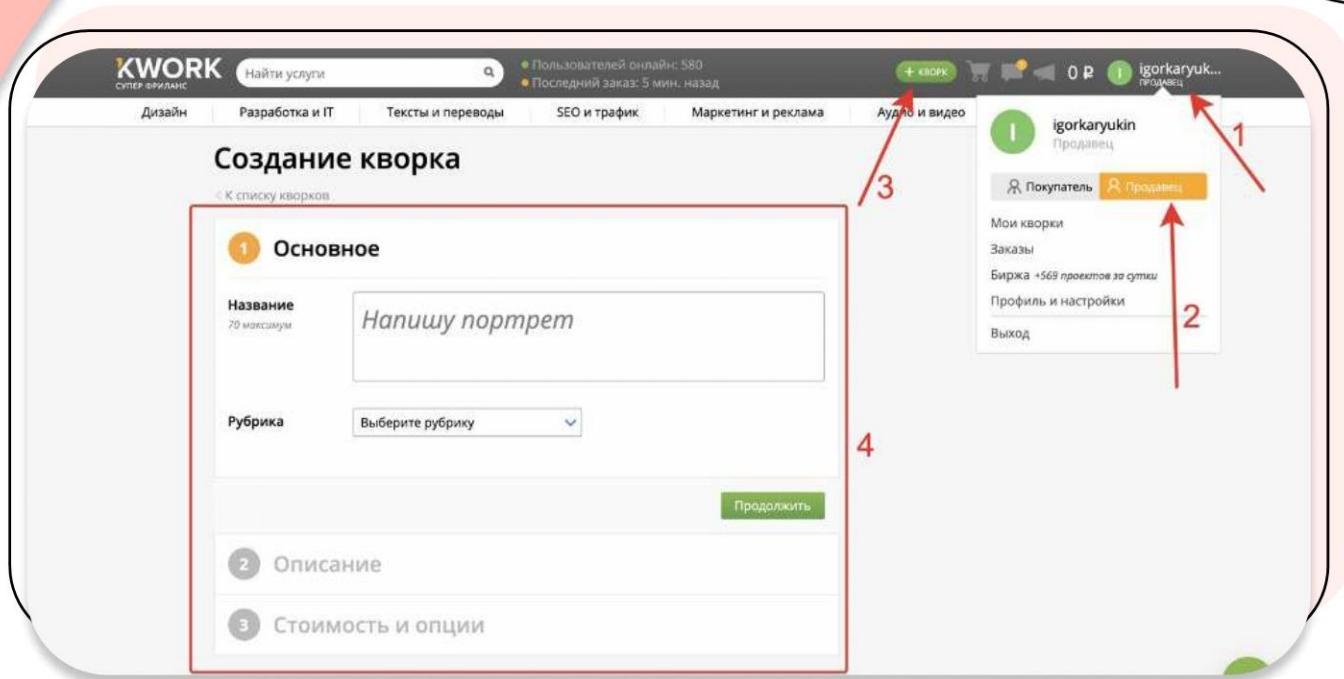 KWORK
СУПЕР ФРИЛАНС
Найти услуги
Пользователей онлайн: 580
Последний заказ: 5 мин. назад
+ КВОРК
0 ₽
I
igorkaryuk...
ПРОДАВЕЦ
Дизайн
Разработка и IT
Тексты и переводы
SEO и трафик
Маркетинг и реклама
Аудио и видео
I
igorkaryukin
Продавец
1
Создание кворка
3
К списку кворков
Покупатель
Продавец
Мои кворки
Заказы
Биржа +569 проектов за сутки
Профиль и настройки
Выход
2
1 Основное
Название
70 максимум
Напишу портрет
Рубрика
Выберите рубрику
4
Продолжить
2 Описание
3 Стоимость и опции